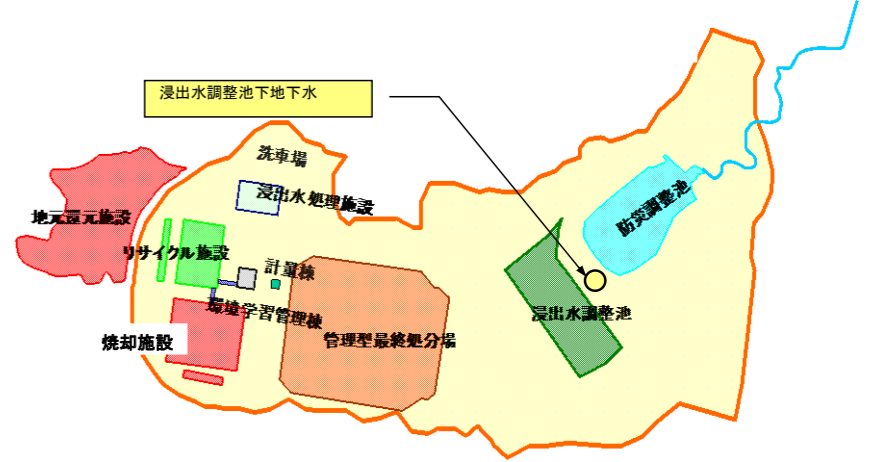 浸出水調整池下地下水
洗車場
浸出水処理施設
地元還元施設
防災調整池
リサイクル施設
計量棟
環境学習管理棟
浸出水調整池
焼却施設
管理型最終処分場